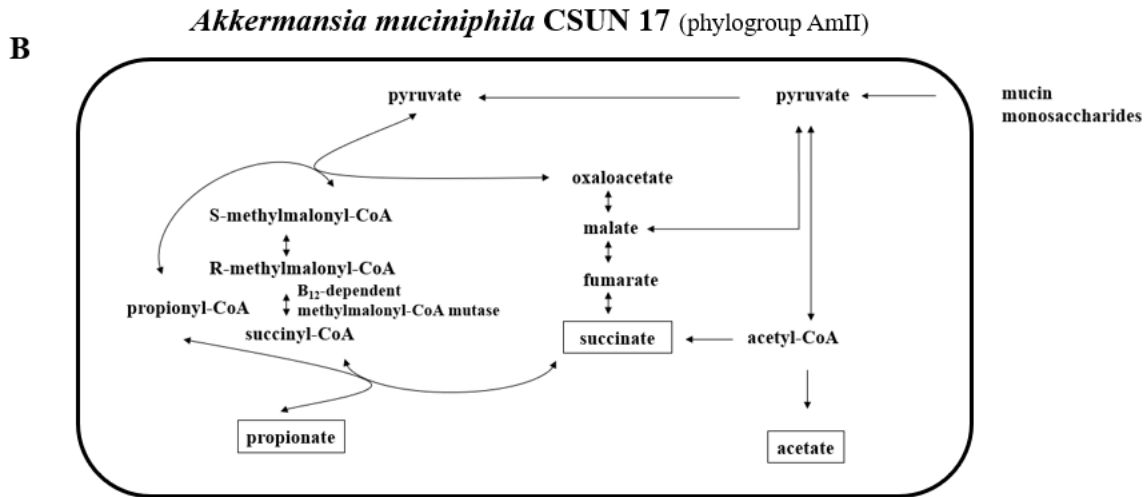 Akkermansia muciniphila CSUN 17 (phylogroup AmII)
B
pyruvate
pyruvate
mucin
monosaccharides
oxaloacetate
S-methylmalonyl-CoA
malate
R-methylmalonyl-CoA
fumarate
B₁₂-dependent
methylmalonyl-CoA mutase
propionyl-CoA
succinyl-CoA
succinate
acetyl-CoA
propionate
acetate